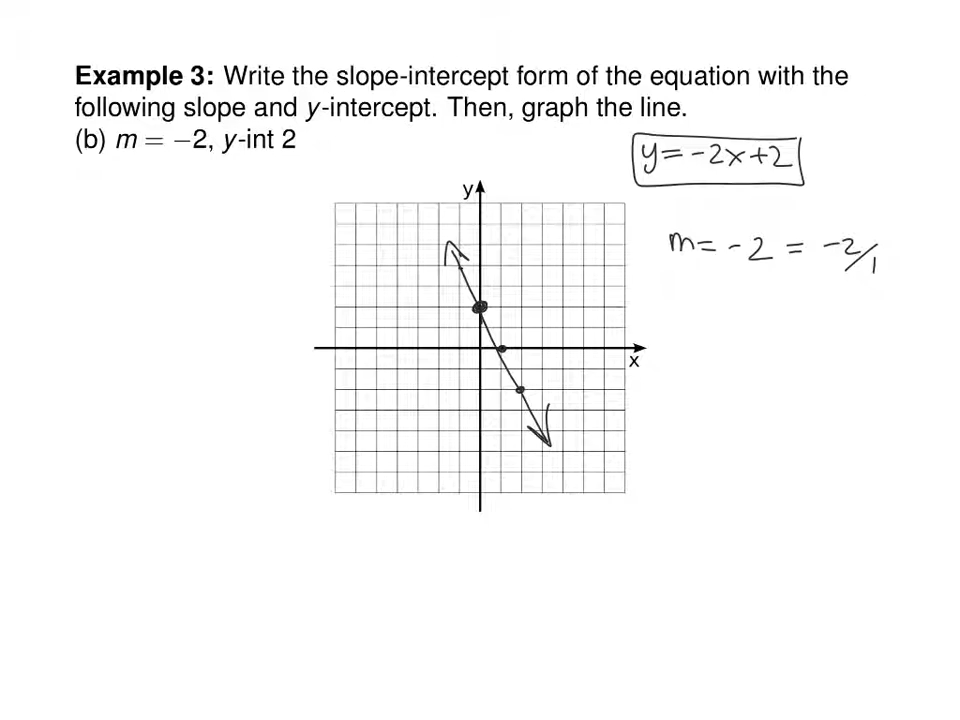 Example 3: Write the slope-intercept form of the equation with the
following slope and y-intercept. Then, graph the line.
(b) m = −2, y-int 2
y=-2x+2
y
m= -2 = -2/1
x